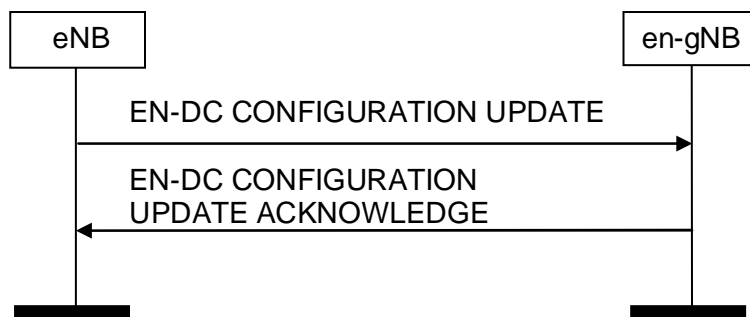 eNB
en-gNB
EN-DC CONFIGURATION UPDATE
EN-DC CONFIGURATION
UPDATE ACKNOWLEDGE